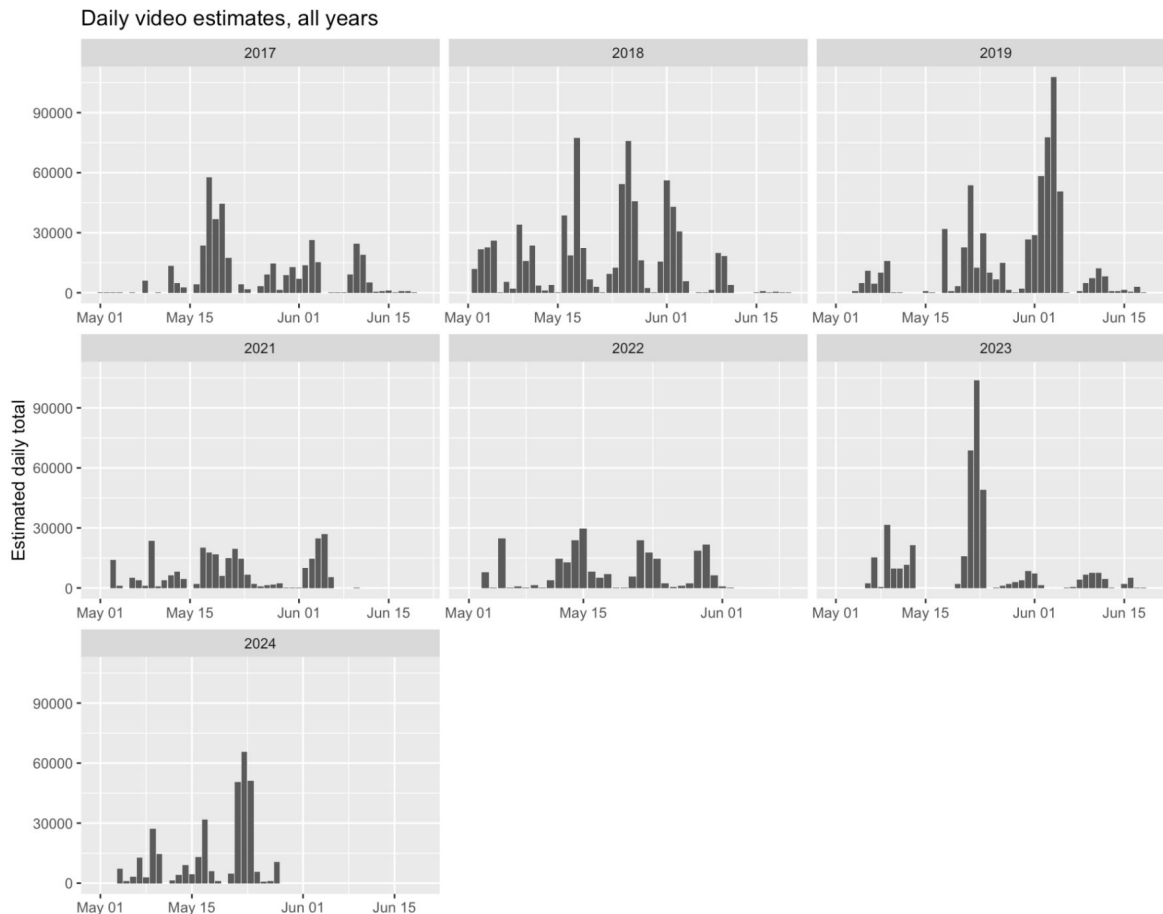 Daily video estimates, all years
2017 2018 2019
90000
60000
30000
0
May 01 May 15 Jun 01 Jun 15 May 01 May 15 Jun 01 Jun 15 May 01 May 15 Jun 01 Jun 15
2021 2022 2023
Estimated daily total
90000
60000
30000
0
May 01 May 15 Jun 01 Jun 15 May 01 May 15 Jun 01 May 01 May 15 Jun 01 Jun 15
2024
90000
60000
30000
0
May 01 May 15 Jun 01 Jun 15